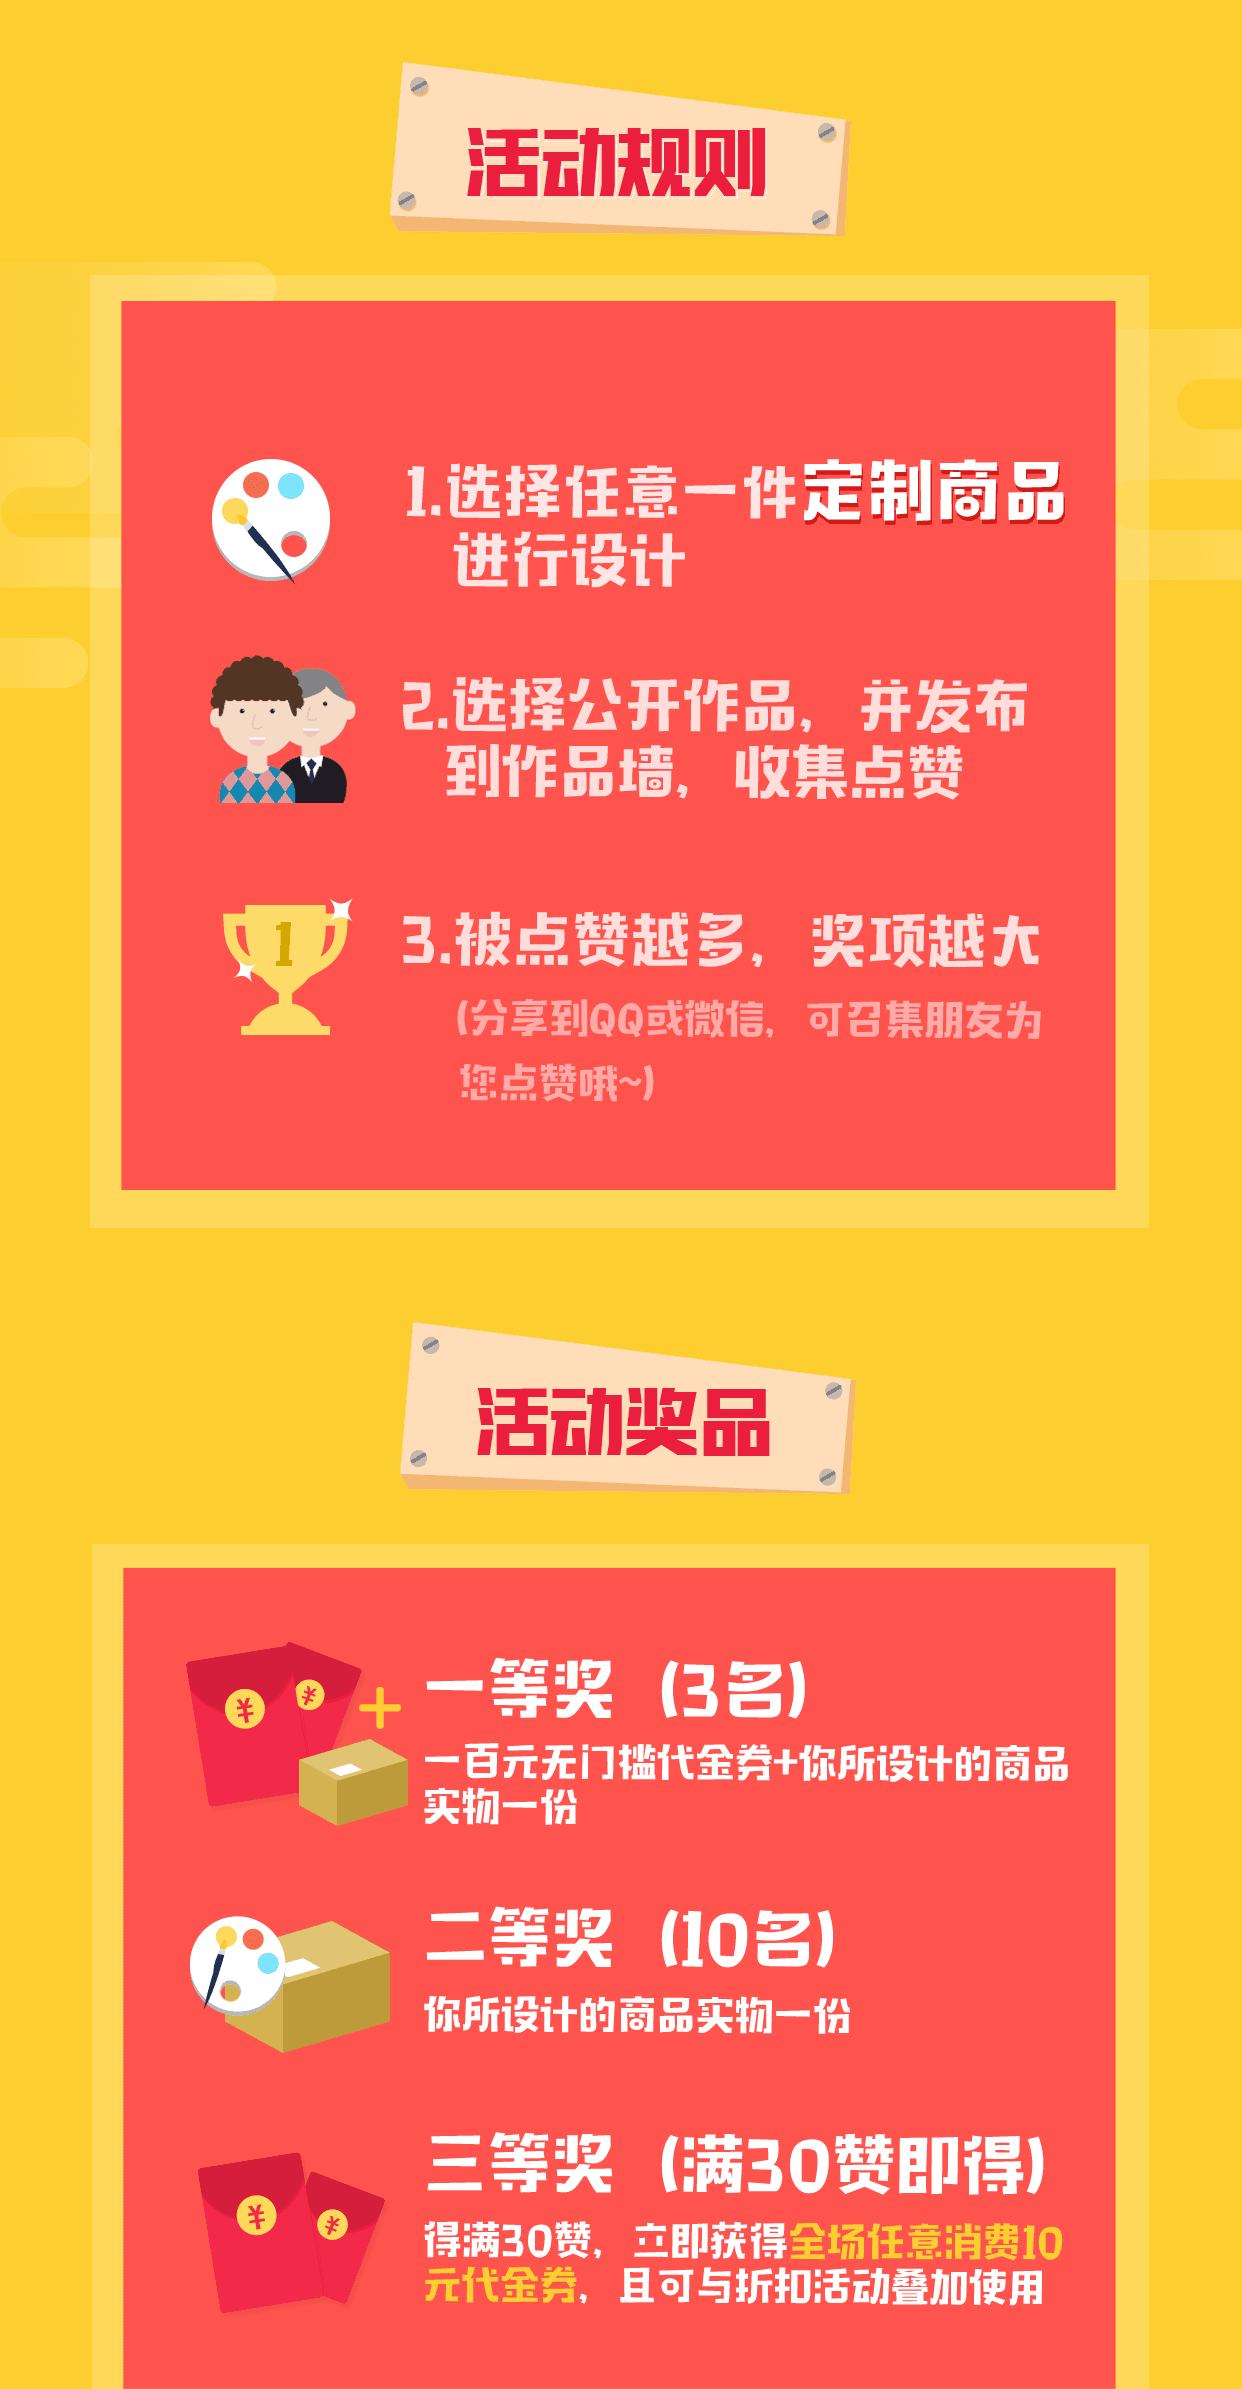 活动规则
1.选择任意一件定制商品
进行设计
2.选择公开作品，并发布
到作品墙，收集点赞
1
3.被点赞越多，奖项越大
(分享到QQ或微信，可召集朋友为
您点赞哦~)
活动奖品
¥
¥
+
一等奖 (3名)
一百元无门槛代金券+你所设计的商品
实物一份
二等奖 (10名)
你所设计的商品实物一份
三等奖 (满30赞即得)
¥
¥
得满30赞，立即获得全场任意消费10
元代金券，且可与折扣活动叠加使用